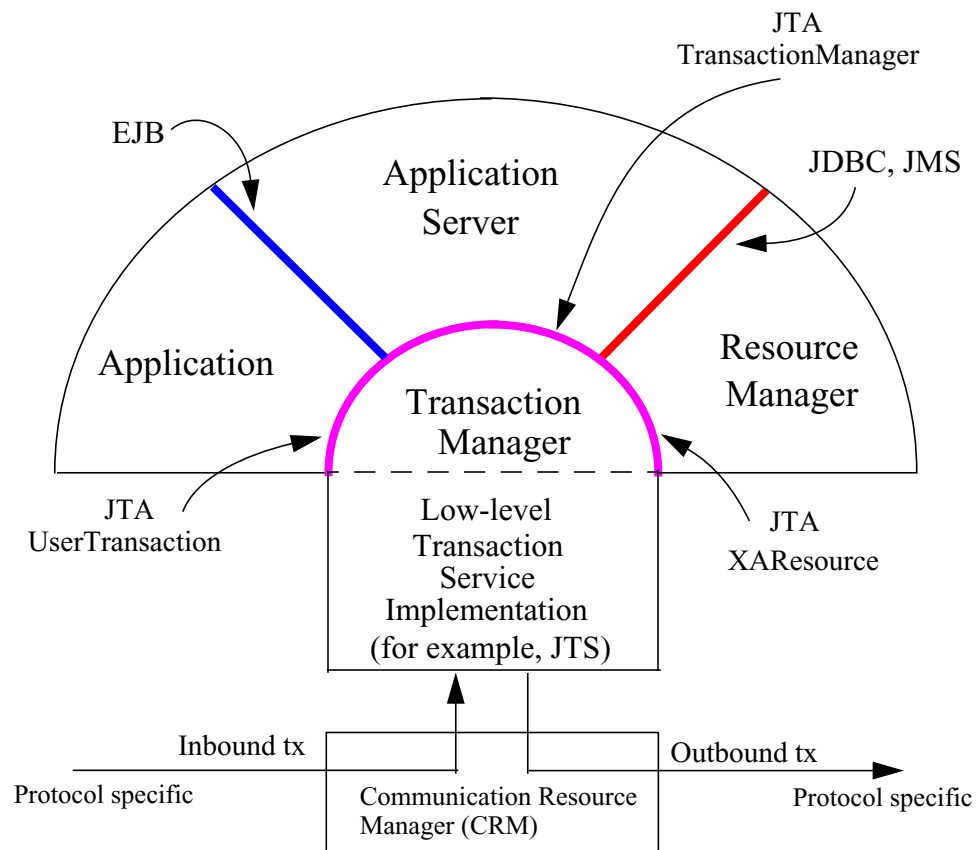 JTA
TransactionManager
EJB
JDBC, JMS
Application
Server
Application
Resource
Manager
Transaction
Manager
JTA
UserTransaction
JTA
XAResource
Low-level
Transaction
Service
Implementation
(for example, JTS)
Inbound tx
Outbound tx
Protocol specific
Communication Resource
Manager (CRM)
Protocol specific